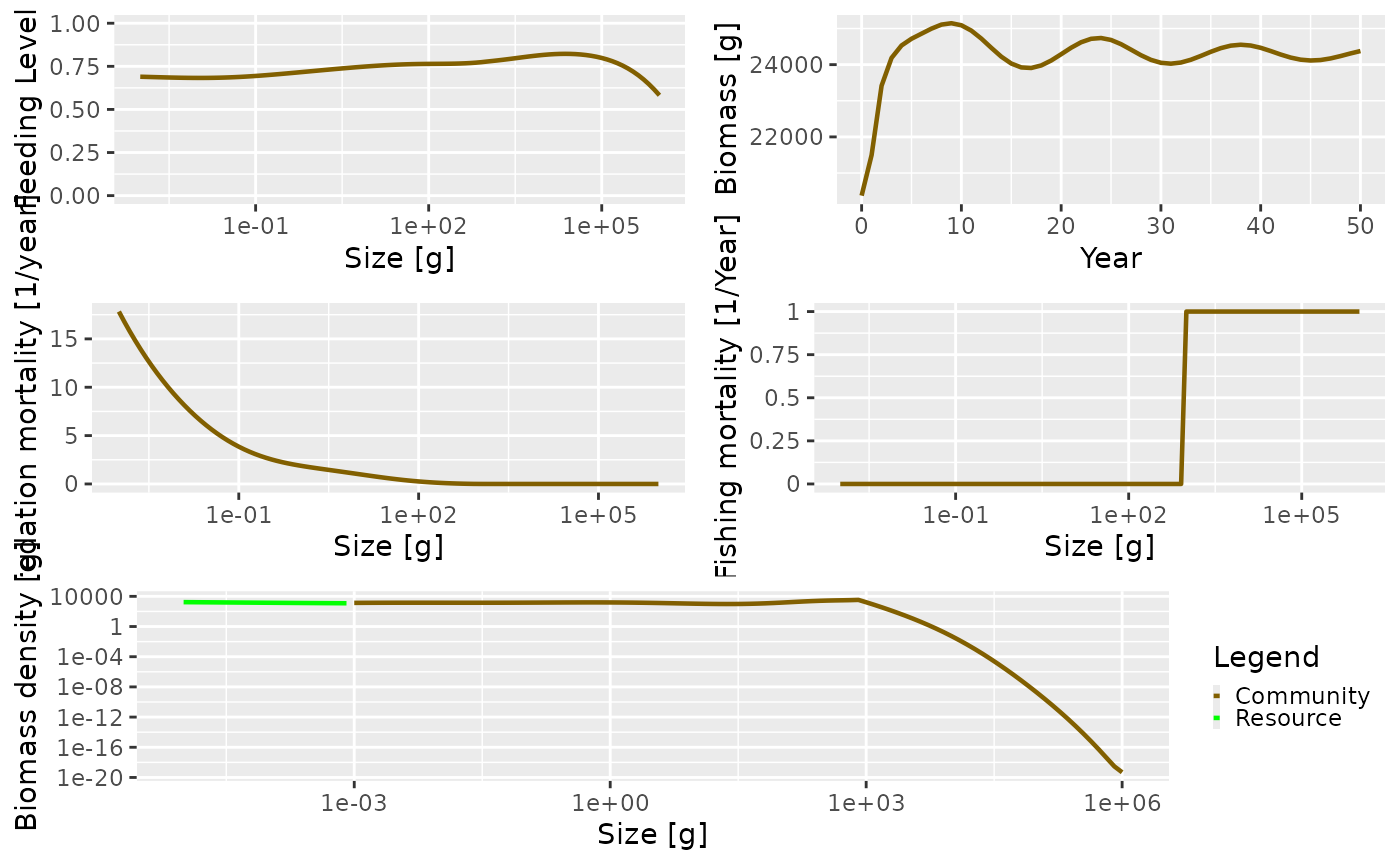 Feeding Level
1.00
0.75
0.50
0.25
0.00
1e-01 1e+02 1e+05
Size [g]
Biomass [g]
24000
22000
0 10 20 30 40 50
Year
mortality [1/year]
15
10
5
0
1e-01 1e+02 1e+05
Size [g]
Fishing mortality [1/Year]
1
0.75
0.5
0.25
0
1e-01 1e+02 1e+05
Size [g]
Biomass density [g]
10000
1
1e-04
1e-08
1e-12
1e-16
1e-20
1e-03 1e+00 1e+03 1e+06
Size [g]
Legend
Community
Resource